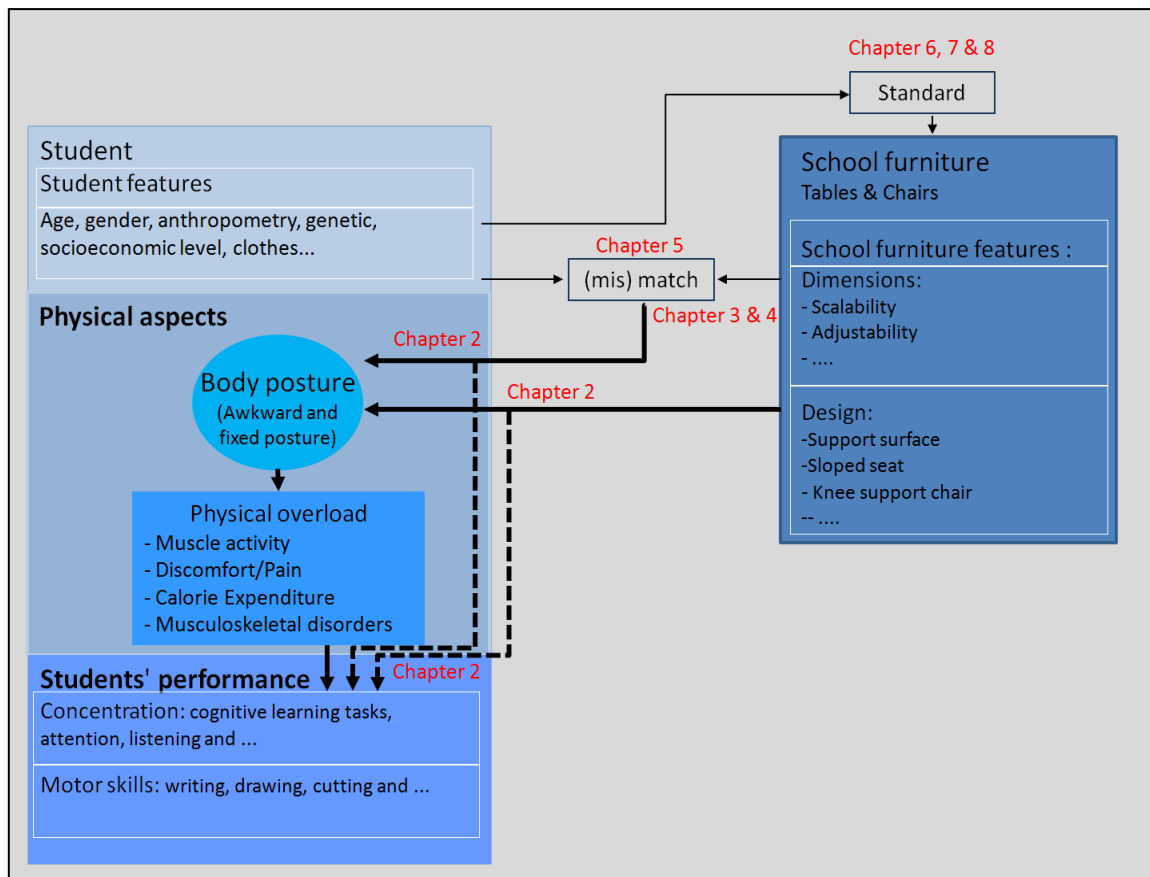 Chapter 6, 7 & 8
Standard
Student
Student features
Age, gender, anthropometry, genetic,
socioeconomic level, clothes...
School furniture
Tables & Chairs
School furniture features :
Dimensions:
- Scalability
- Adjustability
- ....
Design:
-Support surface
-Sloped seat
- Knee support chair
-- ....
Chapter 5
(mis) match
Chapter 3 & 4
Physical aspects
Chapter 2
Chapter 2
Body posture
(Awkward and
fixed posture)
Physical overload
- Muscle activity
- Discomfort/Pain
- Calorie Expenditure
- Musculoskeletal disorders
Chapter 2
Students' performance
Concentration: cognitive learning tasks,
attention, listening and ...
Motor skills: writing, drawing, cutting and ...